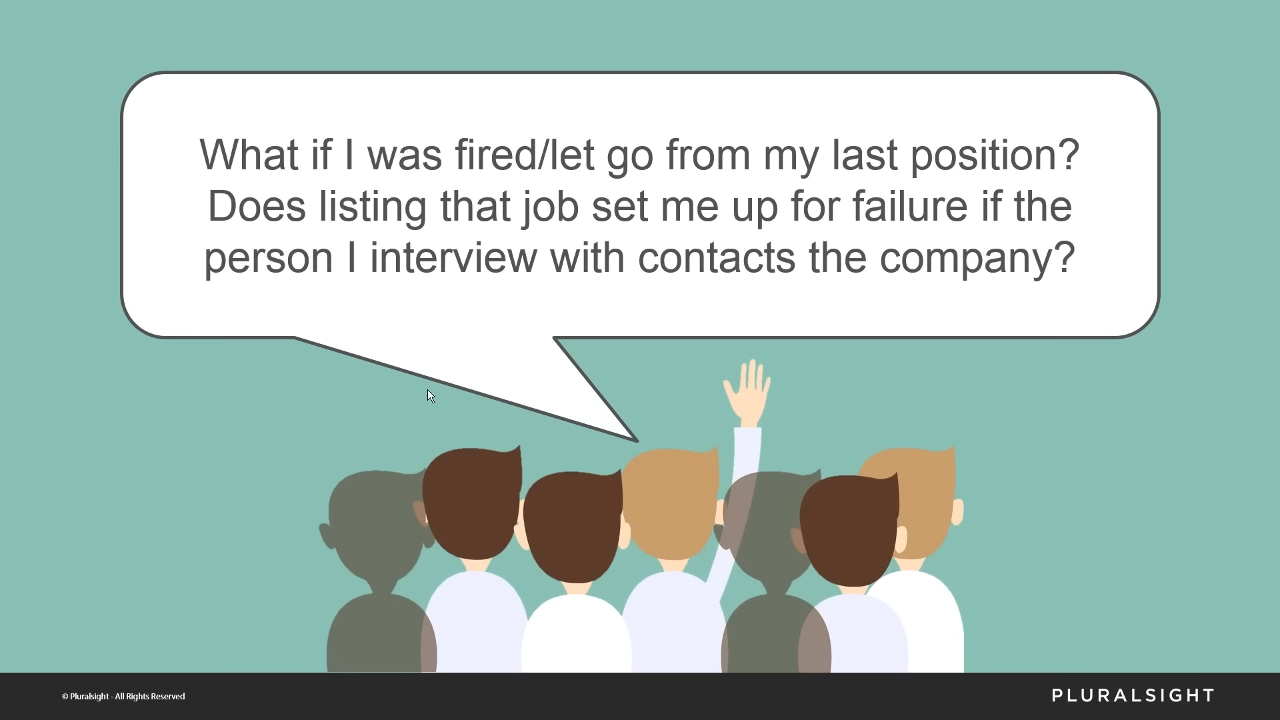 What if I was fired/let go from my last position?
Does listing that job set me up for failure if the
person I interview with contacts the company?
© Pluralsight - All Rights Reserved
PLURALSIGHT